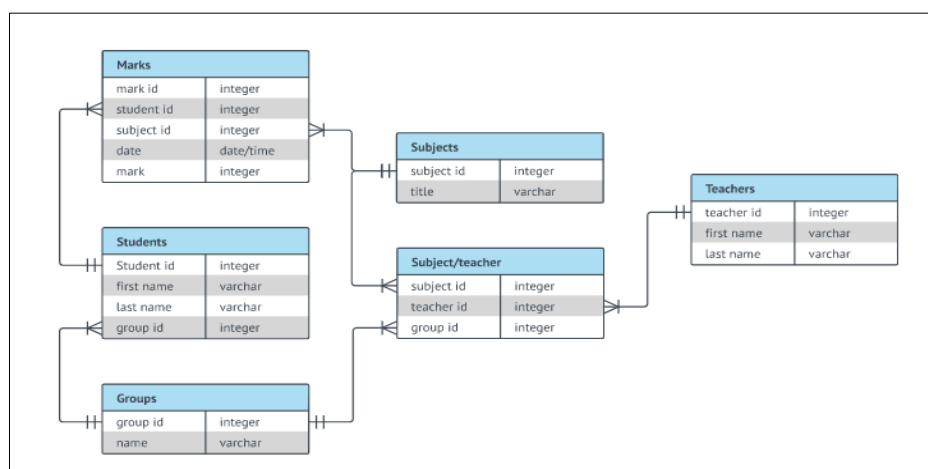 Marks
mark id integer
student id integer
subject id integer
date date/time
mark integer
Subjects
subject id integer
title varchar
Teachers
teacher id integer
first name varchar
last name varchar
Students
Student id integer
first name varchar
last name varchar
group id integer
Subject/teacher
subject id integer
teacher id integer
group id integer
Groups
group id integer
name varchar